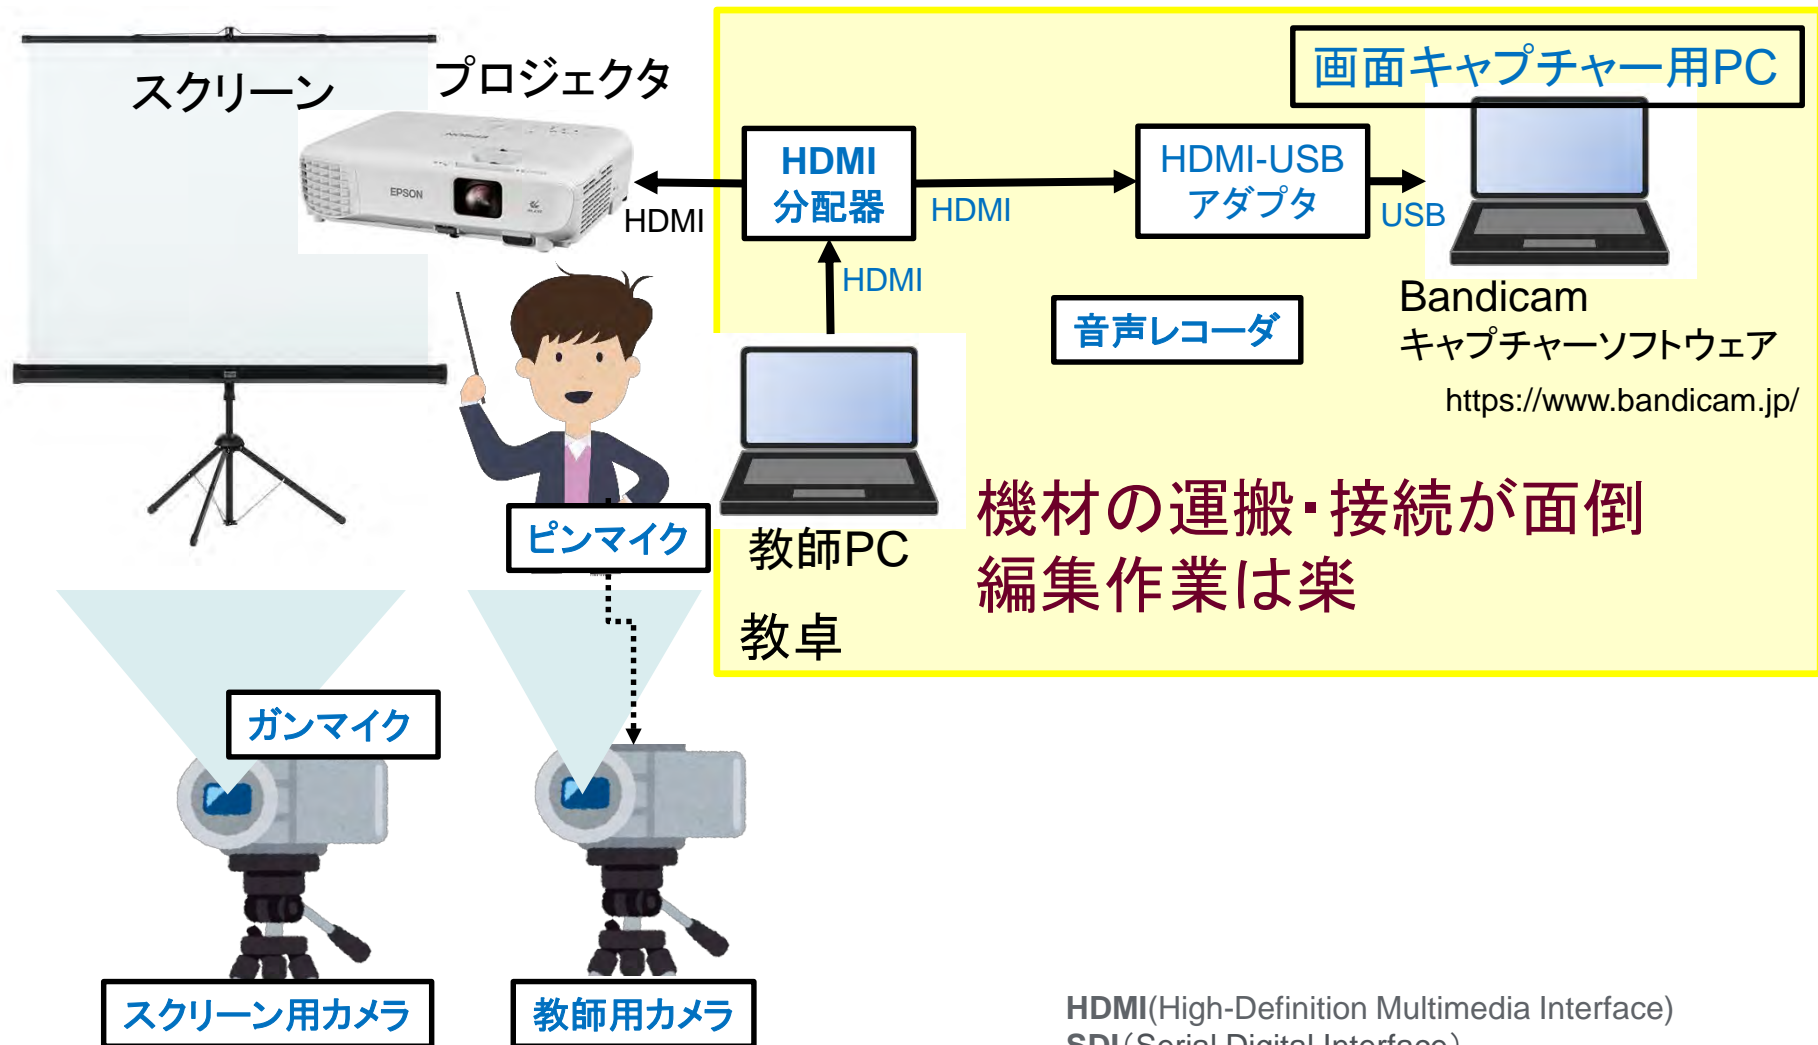 スクリーン
プロジェクタ
画面キャプチャー用PC
EPSON
HDMI
HDMI
分配器
HDMI
HDMI-USB
アダプタ
USB
HDMI
音声レコーダ
Bandicam
キャプチャーソフトウェア
https://www.bandicam.jp/
ピンマイク
教師PC
機材の運搬・接続が面倒
編集作業は楽
教卓
ガンマイク
スクリーン用カメラ
教師用カメラ
HDMI(High-Definition Multimedia Interface)
SDI(Serial Digital Interface)